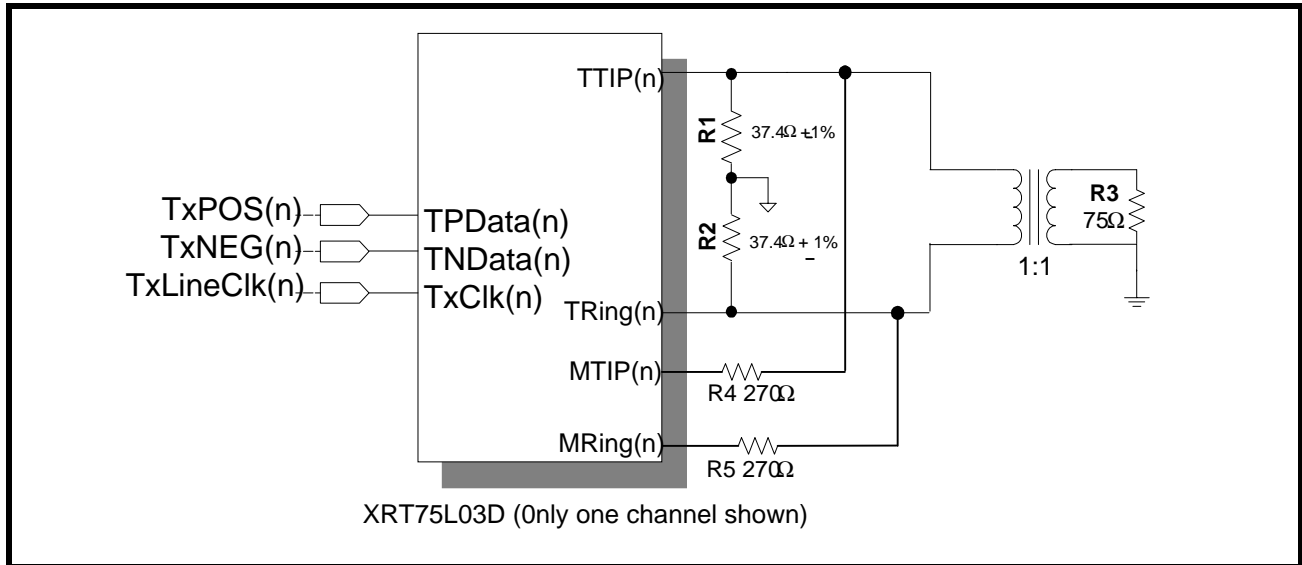 TTIP(n)
R1
37.4Ω ±1%
R2
37.4Ω + 1%
_
TxPOS(n)
TPData(n)
TxNEG(n)
TNData(n)
TxLineClk(n)
TxClk(n)
R3
75Ω
1:1
TRing(n)
MTIP(n)
R4 270Ω
MRing(n)
R5 270Ω
XRT75L03D (0nly one channel shown)